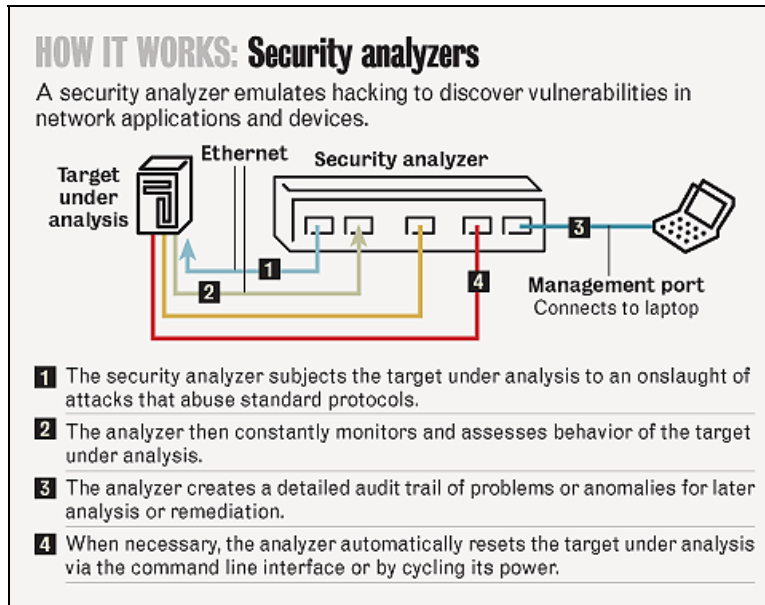 HOW IT WORKS: Security analyzers
A security analyzer emulates hacking to discover vulnerabilities in
network applications and devices.
Target
under
analysis
Ethernet
Security analyzer
1
2
3
4
Management port
Connects to laptop
1 The security analyzer subjects the target under analysis to an onslaught of
attacks that abuse standard protocols.
2 The analyzer then constantly monitors and assesses behavior of the target
under analysis.
3 The analyzer creates a detailed audit trail of problems or anomalies for later
analysis or remediation.
4 When necessary, the analyzer automatically resets the target under analysis
via the command line interface or by cycling its power.